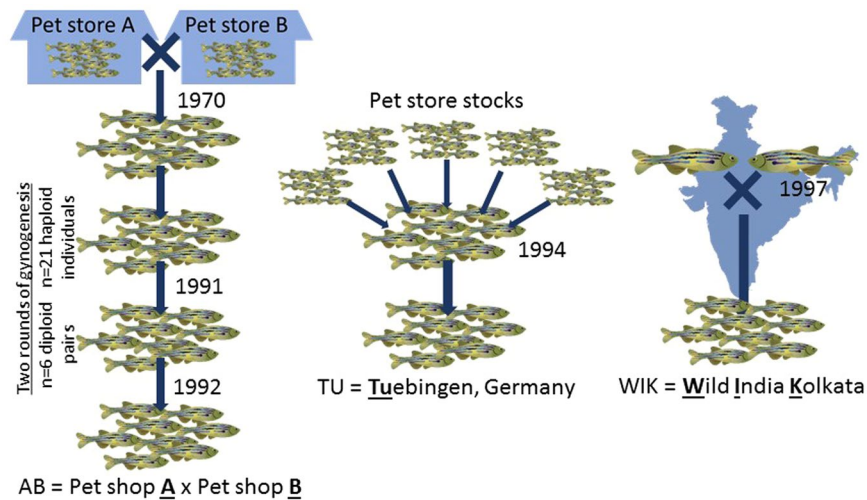 Pet store A
Pet store B
1970
Two rounds of gynogenesis
n=21 haploid
individuals
1991
n=6 diploid
pairs
1992
AB = Pet shop A x Pet shop B
Pet store stocks
1994
TU = Tuebingen, Germany
1997
WIK = Wild India Kolkata